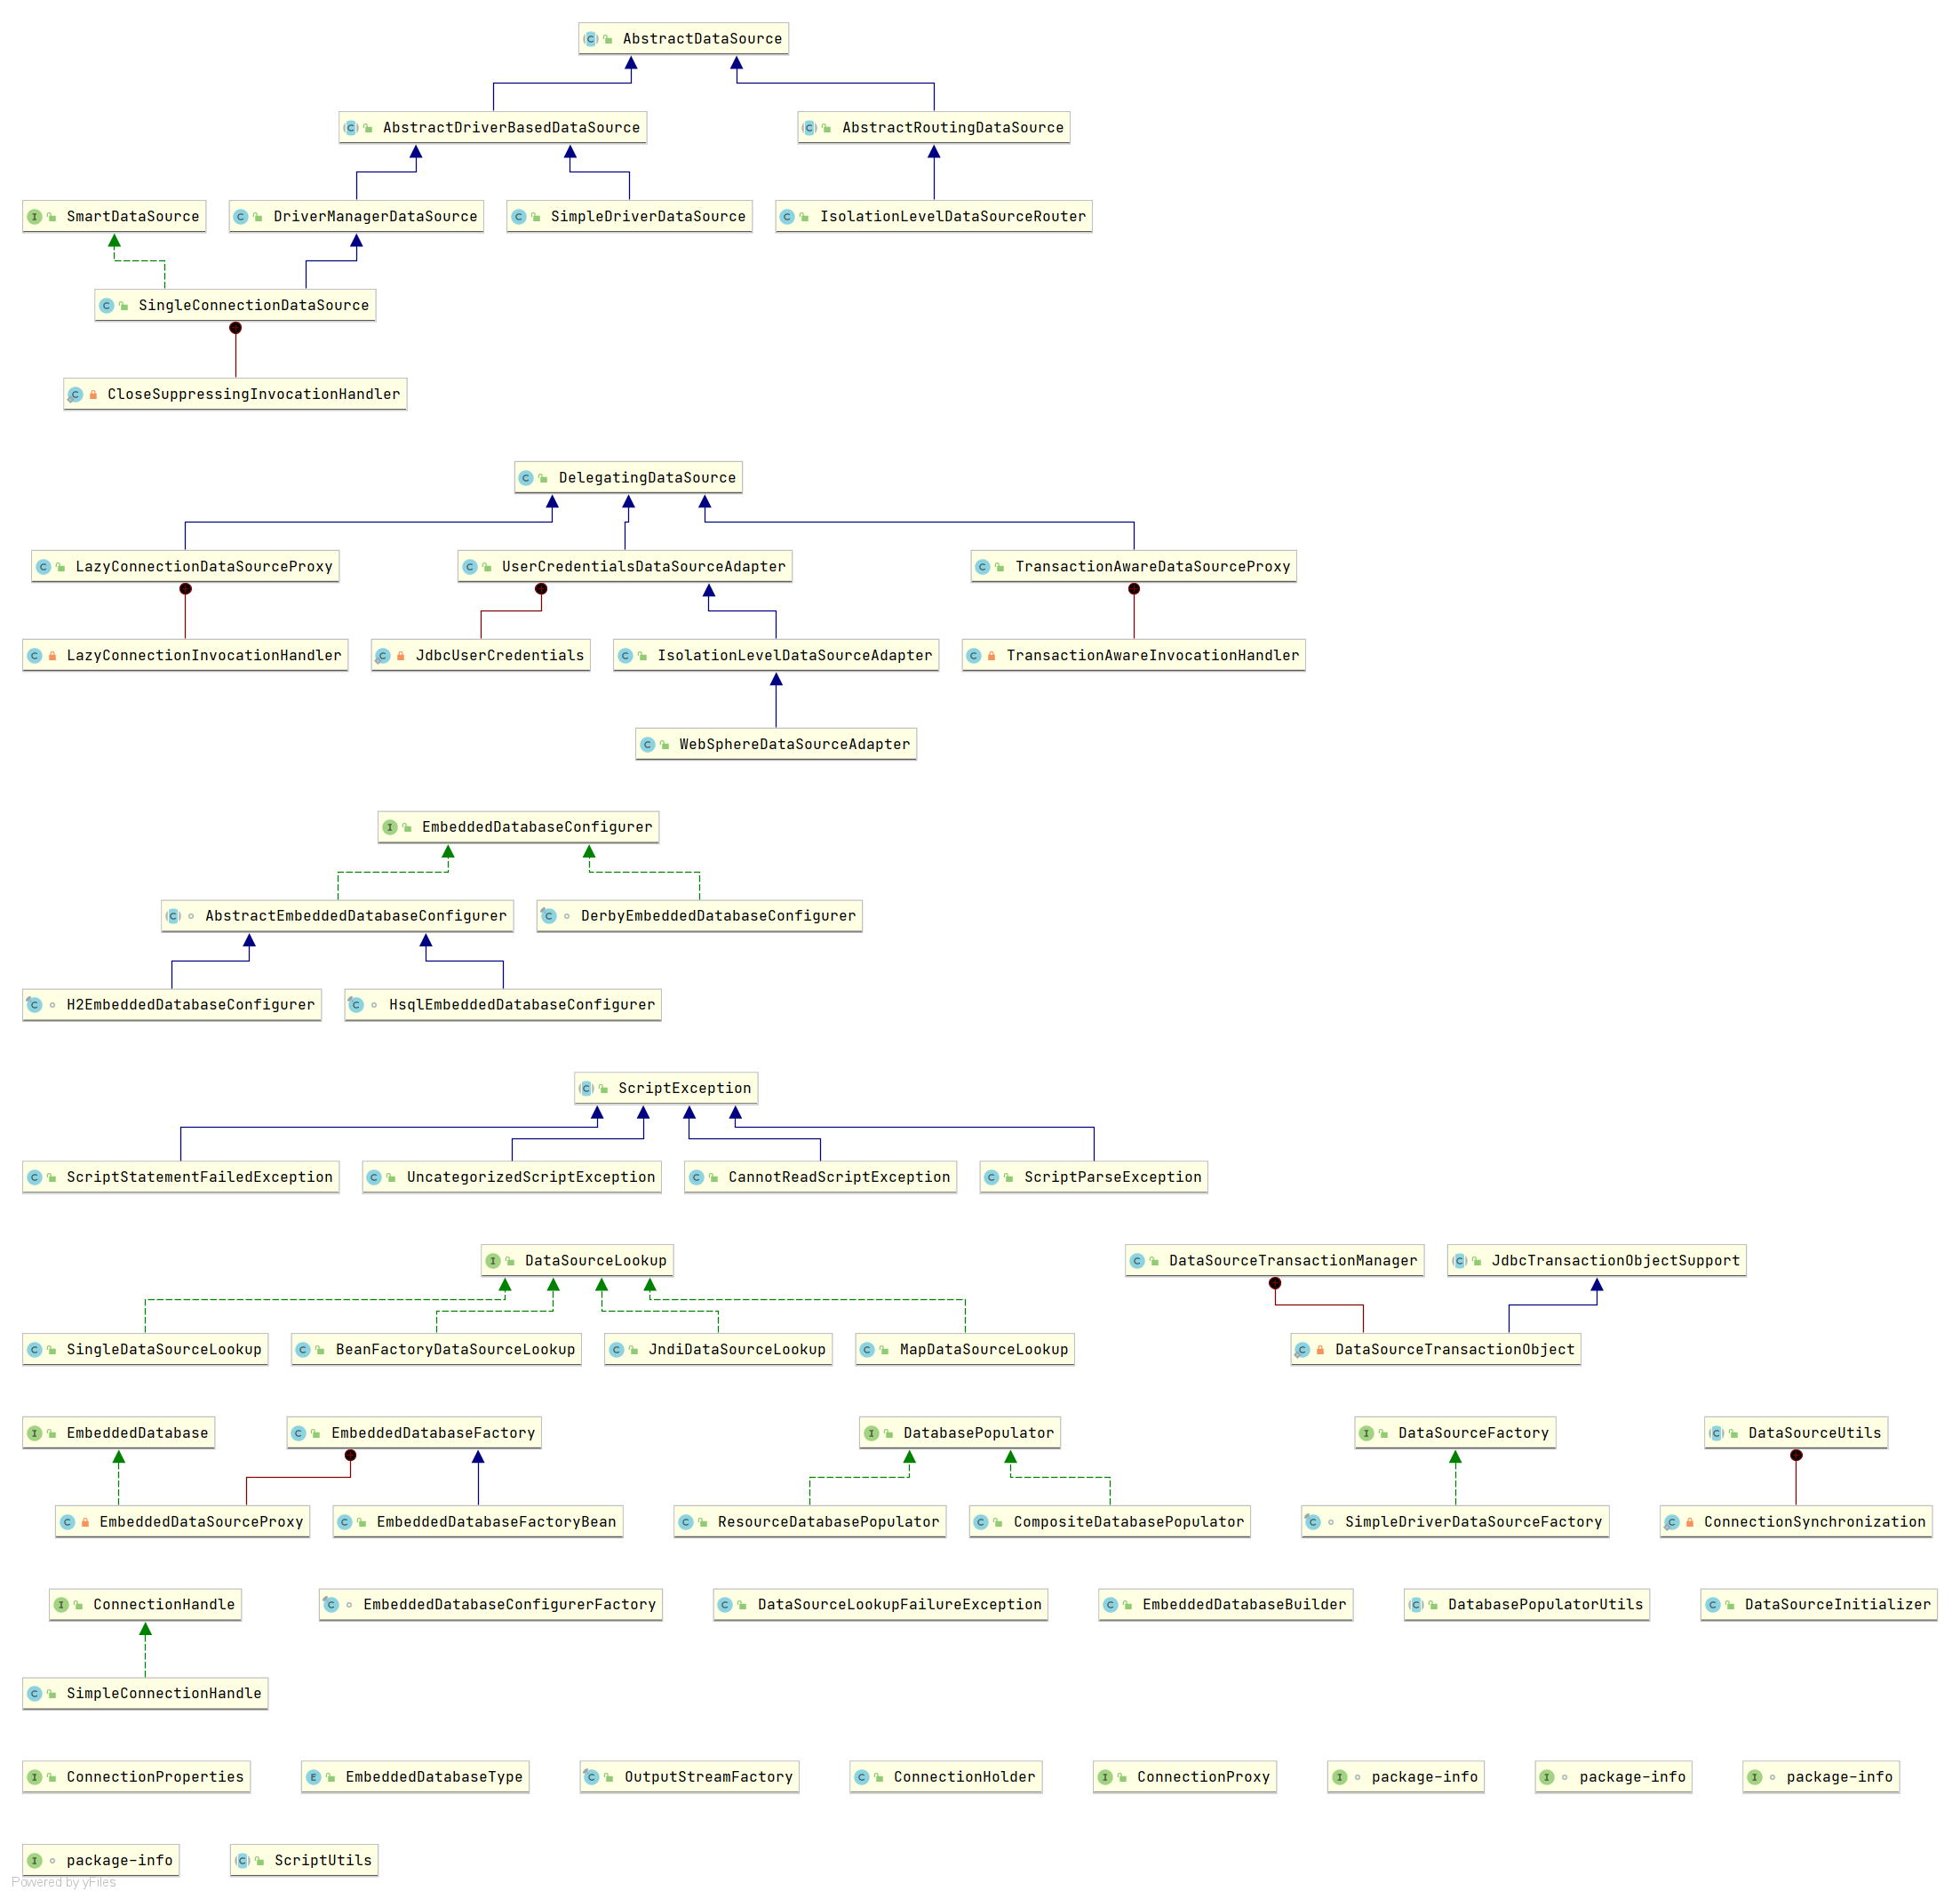 AbstractDataSource
AbstractDriverBasedDataSource
AbstractRoutingDataSource
SmartDataSource
DriverManagerDataSource
SimpleDriverDataSource
IsolationLevelDataSourceRouter
SingleConnectionDataSource
CloseSuppressingInvocationHandler
DelegatingDataSource
LazyConnectionDataSourceProxy
UserCredentialsDataSourceAdapter
TransactionAwareDataSourceProxy
LazyConnectionInvocationHandler
JdbcUserCredentials
IsolationLevelDataSourceAdapter
TransactionAwareInvocationHandler
WebSphereDataSourceAdapter
EmbeddedDatabaseConfigurer
AbstractEmbeddedDatabaseConfigurer
DerbyEmbeddedDatabaseConfigurer
H2EmbeddedDatabaseConfigurer
HsqlEmbeddedDatabaseConfigurer
ScriptException
ScriptStatementFailedException
UncategorizedScriptException
CannotReadScriptException
ScriptParseException
DataSourceLookup
DataSourceTransactionManager
JdbcTransactionObjectSupport
SingleDataSourceLookup
BeanFactoryDataSourceLookup
JndiDataSourceLookup
MapDataSourceLookup
DataSourceTransactionObject
EmbeddedDatabase
EmbeddedDatabaseFactory
DatabasePopulator
DataSourceFactory
DataSourceUtils
EmbeddedDataSourceProxy
EmbeddedDatabaseFactoryBean
ResourceDatabasePopulator
CompositeDatabasePopulator
SimpleDriverDataSourceFactory
ConnectionSynchronization
ConnectionHandle
EmbeddedDatabaseConfigurerFactory
DataSourceLookupFailureException
EmbeddedDatabaseBuilder
DatabasePopulatorUtils
DataSourceInitializer
SimpleConnectionHandle
ConnectionProperties
EmbeddedDatabaseType
OutputStreamFactory
ConnectionHolder
ConnectionProxy
package-info
package-info
package-info
package-info
ScriptUtils
Powered by yFiles